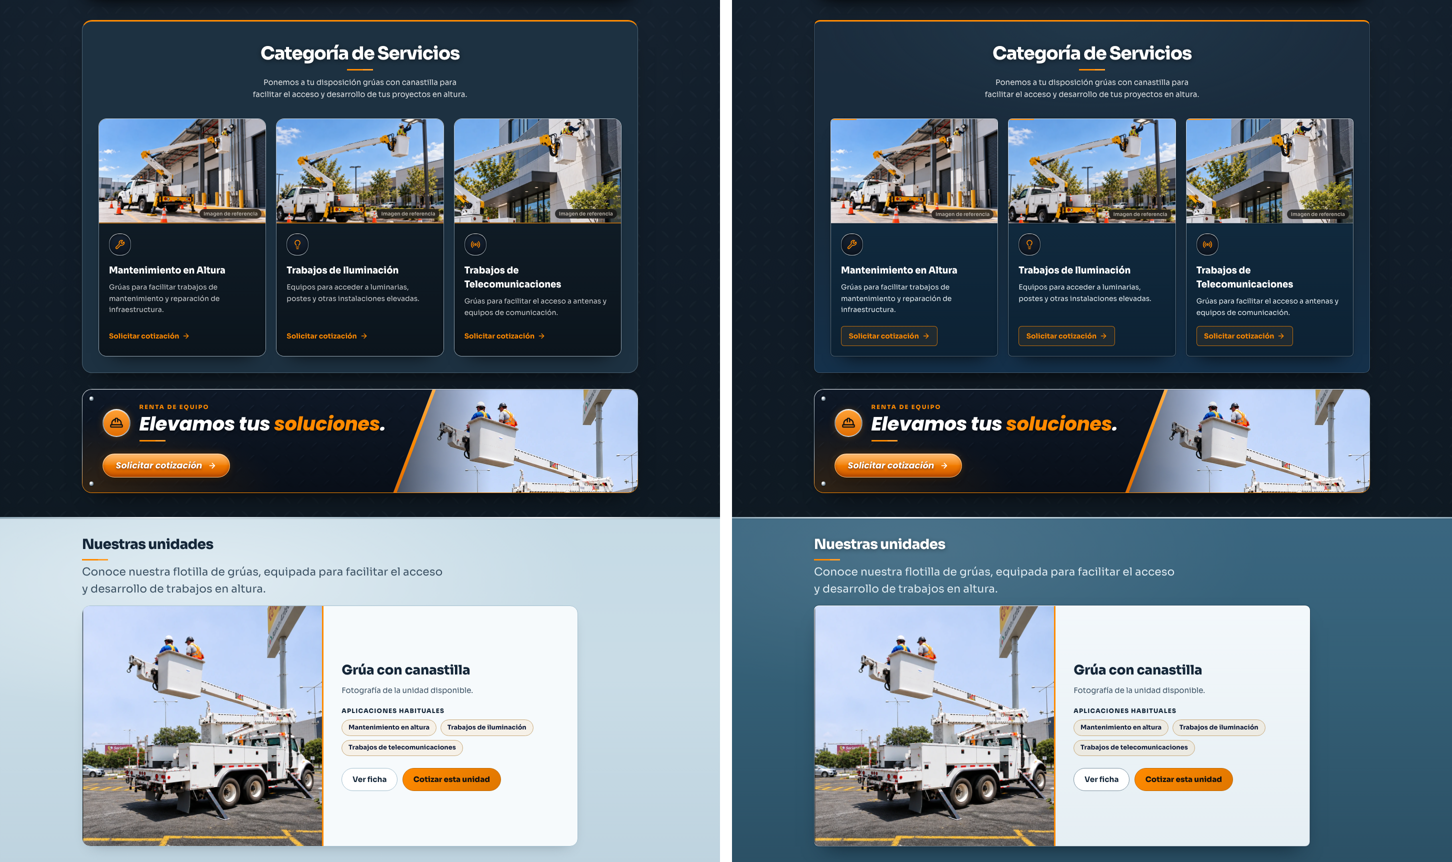 Categoría de Servicios
Ponemos a tu disposición grúas con canastilla para
facilitar el acceso y desarrollo de tus proyectos en altura.
Imagen de referencia
Imagen de referencia
Imagen de referencia
Mantenimiento en Altura
Grúas para facilitar trabajos de
mantenimiento y reparación de
infraestructura.
Solicitar cotización →
Trabajos de Iluminación
Equipos para acceder a luminarias,
postes y otras instalaciones elevadas.
Solicitar cotización →
Trabajos de
Telecomunicaciones
Grúas para facilitar el acceso a antenas y
equipos de comunicación.
Solicitar cotización →
RENTA DE EQUIPO
Elevamos tus soluciones.
Solicitar cotización →
Nuestras unidades
Conoce nuestra flotilla de grúas, equipada para facilitar el acceso
y desarrollo de trabajos en altura.
Grúa con canastilla
Fotografía de la unidad disponible.
APLICACIONES HABITUALES
Mantenimiento en altura
Trabajos de iluminación
Trabajos de telecomunicaciones
Ver ficha
Cotizar esta unidad
Categoría de Servicios
Ponemos a tu disposición grúas con canastilla para
facilitar el acceso y desarrollo de tus proyectos en altura.
Imagen de referencia
Imagen de referencia
Imagen de referencia
Mantenimiento en Altura
Grúas para facilitar trabajos de
mantenimiento y reparación de
infraestructura.
Solicitar cotización →
Trabajos de Iluminación
Equipos para acceder a luminarias,
postes y otras instalaciones elevadas.
Solicitar cotización →
Trabajos de
Telecomunicaciones
Grúas para facilitar el acceso a antenas y
equipos de comunicación.
Solicitar cotización →
RENTA DE EQUIPO
Elevamos tus soluciones.
Solicitar cotización →
Nuestras unidades
Conoce nuestra flotilla de grúas, equipada para facilitar el acceso
y desarrollo de trabajos en altura.
Grúa con canastilla
Fotografía de la unidad disponible.
APLICACIONES HABITUALES
Mantenimiento en altura
Trabajos de iluminación
Trabajos de telecomunicaciones
Ver ficha
Cotizar esta unidad